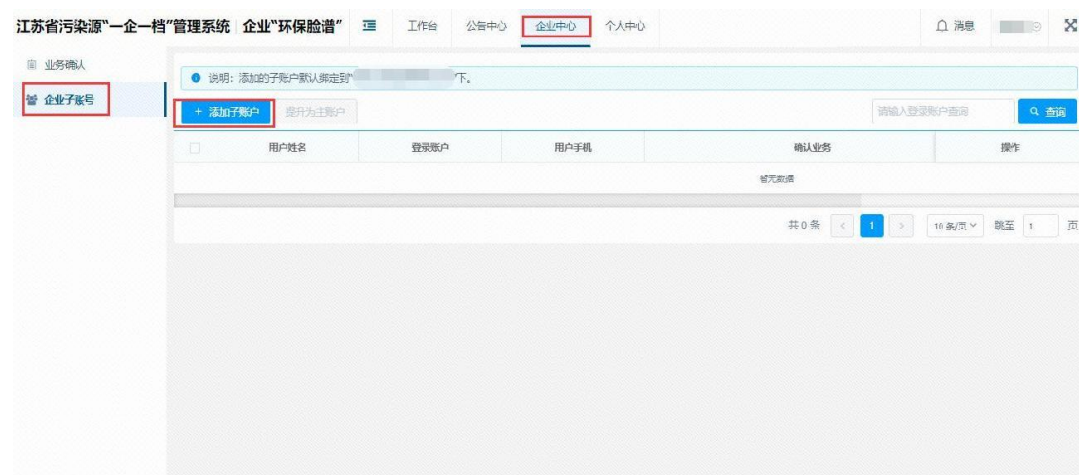 江苏省污染源“一企一档”管理系统 企业“环保脸谱” 工作台 公告中心 企业中心 个人中心 消息
业务确认
企业子账号
说明：添加的子账户默认绑定到“ ”下。
+ 添加子账户 提升为主账户 请输入登录账户查询 查询
用户姓名 登录账户 用户手机 确认业务 操作
暂无数据
共 0 条 < 1 > 10 条/页 跳至 1 页